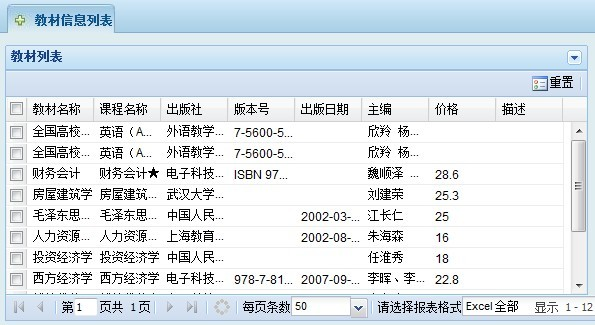 教材信息列表
教材列表
重置
教材名称 课程名称 出版社 版本号 出版日期 主编 价格 描述
全国高校... 英语（A... 外语教学... 7-5600-5... 欣羚 杨...
全国高校... 英语（A... 外语教学... 7-5600-5... 欣羚 杨...
财务会计 财务会计★ 电子科技... ISBN 97... 魏顺泽 ... 28.6
房屋建筑学 房屋建筑... 武汉大学... 刘建荣 25.3
毛泽东思... 毛泽东思... 中国人民... 2002-03-... 江长仁 25
人力资源... 人力资源... 上海教育... 2002-08-... 朱海森 16
投资经济学 投资经济学 中国人民... 任淮秀 18
西方经济学 西方经济学 电子科技... 978-7-81... 2007-09-... 李晖、李... 22.8
第 1 页共 1 页 每页条数 50 请选择报表格式 Excel全部 显示 1 - 12